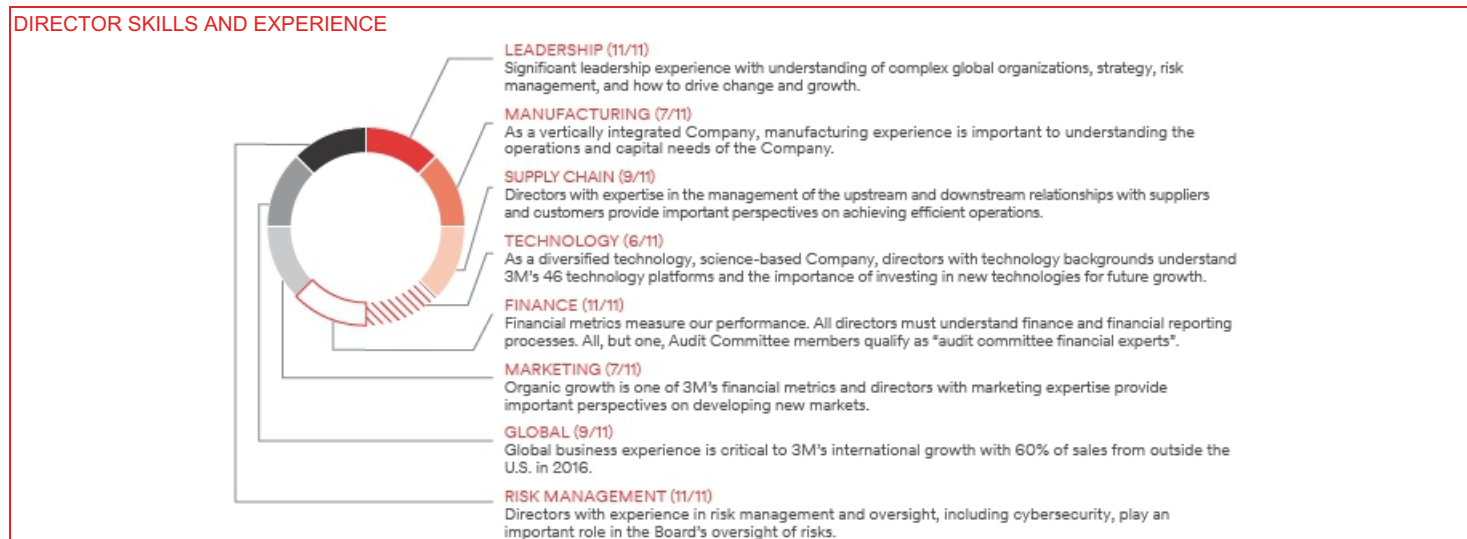 DIRECTOR SKILLS AND EXPERIENCE
LEADERSHIP (11/11)
Significant leadership experience with understanding of complex global organizations, strategy, risk
management, and how to drive change and growth.
MANUFACTURING (7/11)
As a vertically integrated Company, manufacturing experience is important to understanding the
operations and capital needs of the Company.
SUPPLY CHAIN (9/11)
Directors with expertise in the management of the upstream and downstream relationships with suppliers
and customers provide important perspectives on achieving efficient operations.
TECHNOLOGY (6/11)
As a diversified technology, science-based Company, directors with technology backgrounds understand
3M's 46 technology platforms and the importance of investing in new technologies for future growth.
FINANCE (11/11)
Financial metrics measure our performance. All directors must understand finance and financial reporting
processes. All, but one, Audit Committee members qualify as "audit committee financial experts".
MARKETING (7/11)
Organic growth is one of 3M's financial metrics and directors with marketing expertise provide
important perspectives on developing new markets.
GLOBAL (9/11)
Global business experience is critical to 3M's international growth with 60% of sales from outside the
U.S. in 2016.
RISK MANAGEMENT (11/11)
Directors with experience in risk management and oversight, including cybersecurity, play an
important role in the Board's oversight of risks.